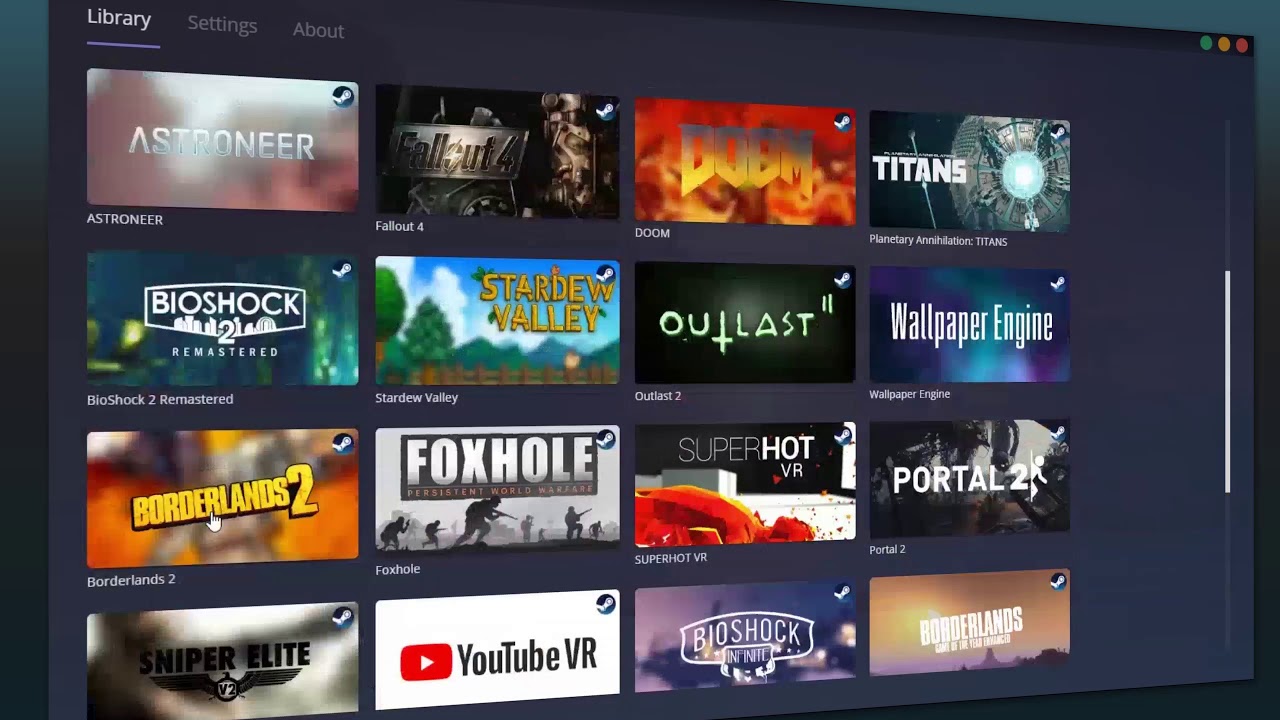 Library
Settings
About
ASTRONEER
Fallout 4
DOOM
PLANETARY ANNIHILATION
TITANS
ASTRONEER
Fallout 4
DOOM
Planetary Annihilation: TITANS
BIOSHOCK
2
REMASTERED
STARDEW
VALLEY
OUTLAST II
Wallpaper Engine
BioShock 2 Remastered
Stardew Valley
Outlast 2
Wallpaper Engine
BORDERLANDS 2
FOXHOLE
PERSISTENT WORLD WARFARE
SUPERHOT
VR
PORTAL 2
Borderlands 2
Foxhole
SUPERHOT VR
Portal 2
SNIPER ELITE
V2
YouTube VR
BIOSHOCK
INFINITE
BORDERLANDS
GAME OF THE YEAR ENHANCED